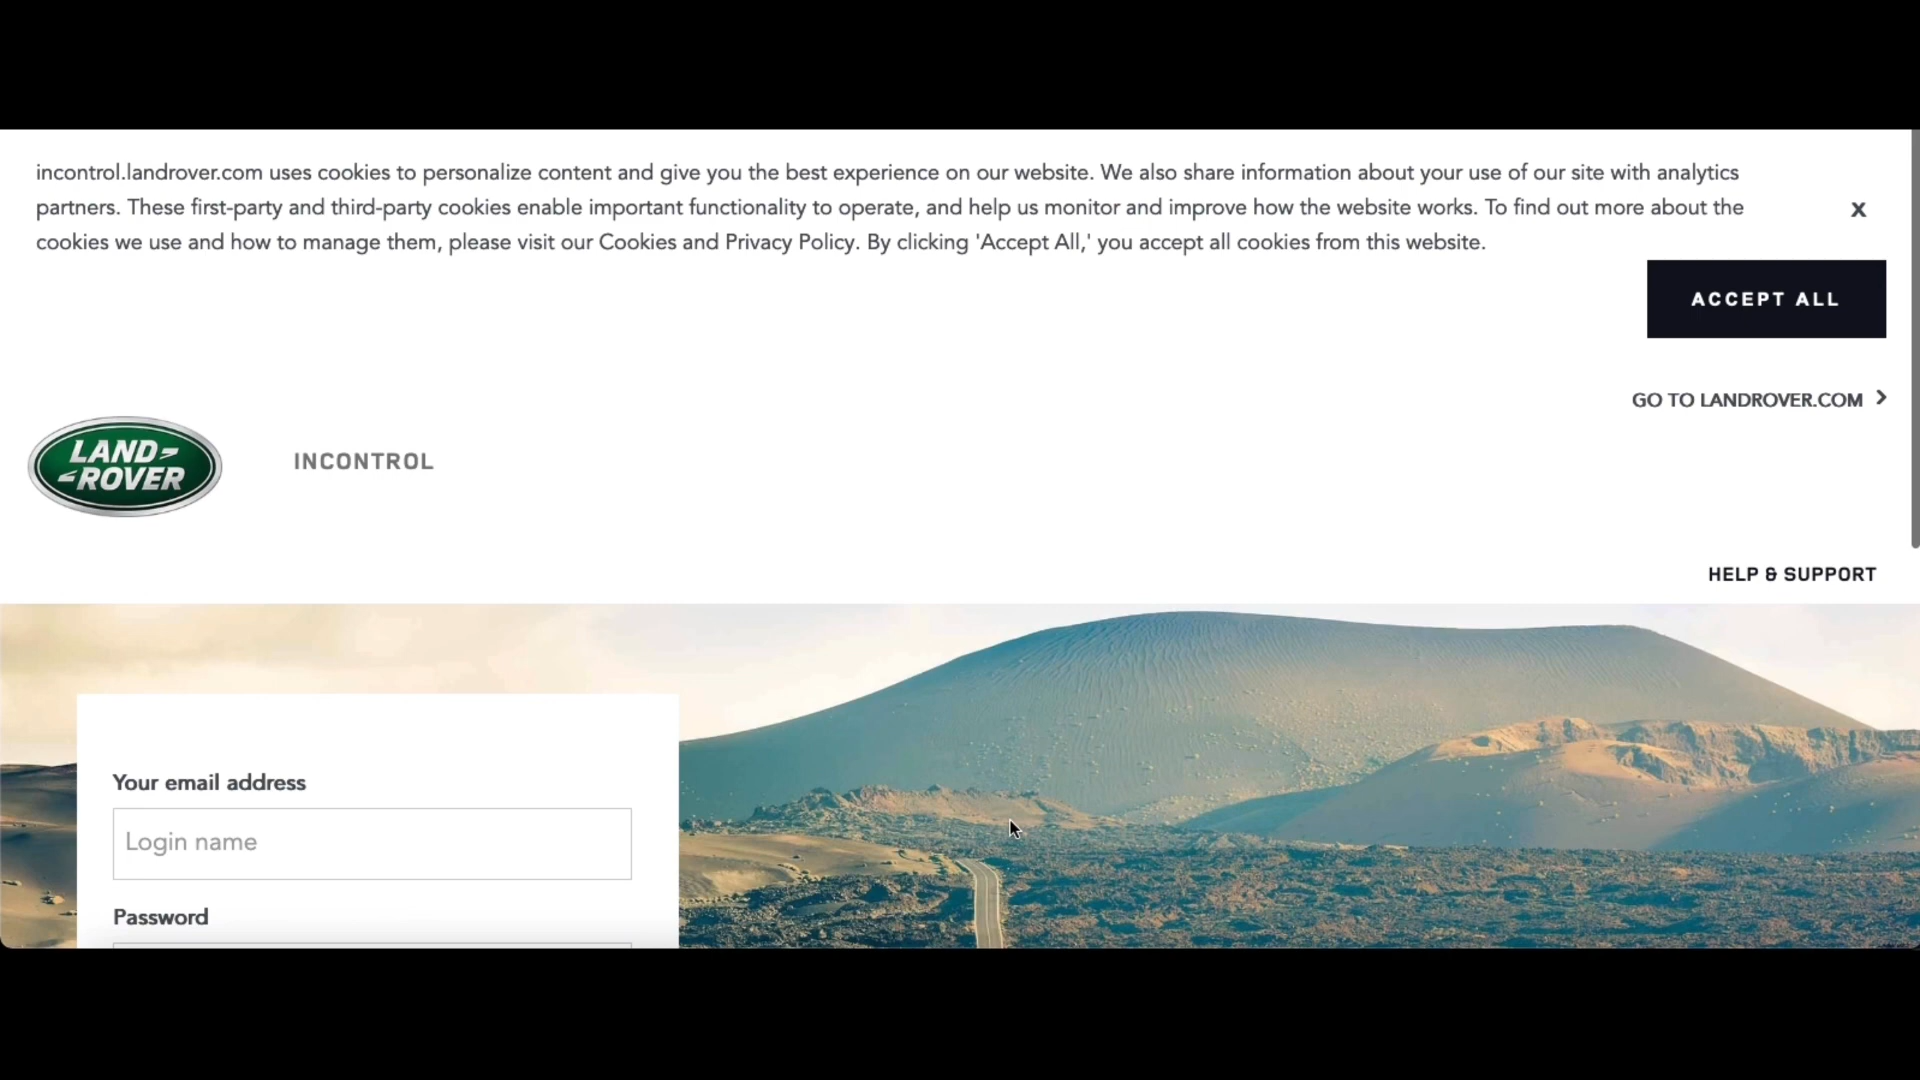 incontrol.landrover.com uses cookies to personalize content and give you the best experience on our website. We also share information about your use of our site with analytics
partners. These first-party and third-party cookies enable important functionality to operate, and help us monitor and improve how the website works. To find out more about the
cookies we use and how to manage them, please visit our Cookies and Privacy Policy. By clicking 'Accept All,' you accept all cookies from this website.
X
ACCEPT ALL
GO TO LANDROVER.COM
LAND
ROVER
INCONTROL
HELP & SUPPORT
Your email address
Login name
Password